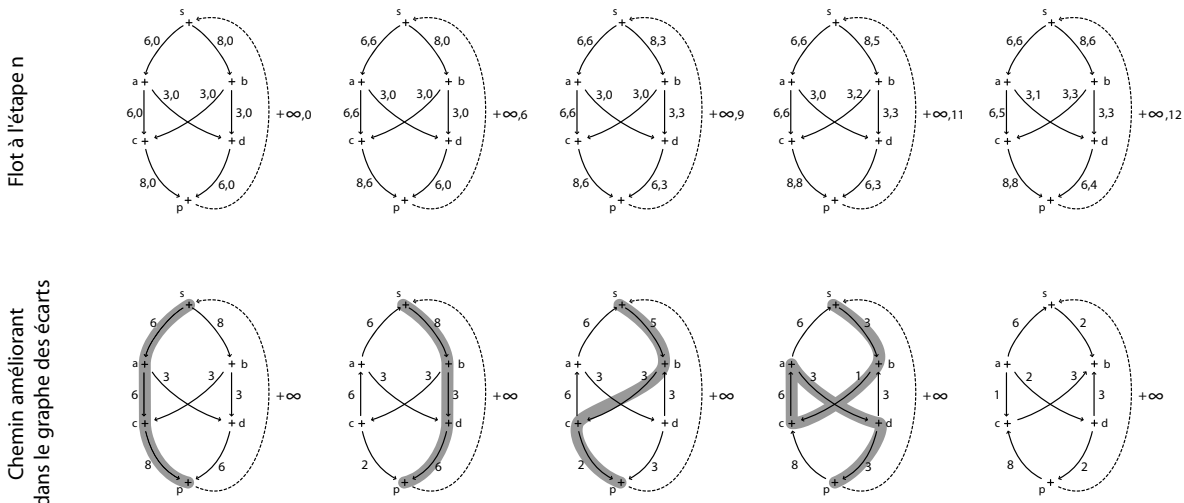 Flot à l'étape n
s
6,0 8,0
a b
3,0 3,0
6,0 3,0 +∞,0
c d
8,0 6,0
p
s
6,6 8,0
a b
3,0 3,0
6,6 3,0 +∞,6
c d
8,6 6,0
p
s
6,6 8,3
a b
3,0 3,0
6,6 3,3 +∞,9
c d
8,6 6,3
p
s
6,6 8,5
a b
3,0 3,2
6,6 3,3 +∞,11
c d
8,8 6,3
p
s
6,6 8,6
a b
3,1 3,3
6,5 3,3 +∞,12
c d
8,8 6,4
p
Chemin améliorant
dans le graphe des écarts
s
6 8
a b
3 3
6 3 +∞
c d
8 6
p
s
6 8
a b
3 3
6 3 +∞
c d
2 6
p
s
6 5
a b
3 3
6 3 +∞
c d
2 3
p
s
6 3
a b
3 1
6 3 +∞
c d
8 3
p
s
6 2
a b
2 3
1 3 +∞
c d
8 2
p